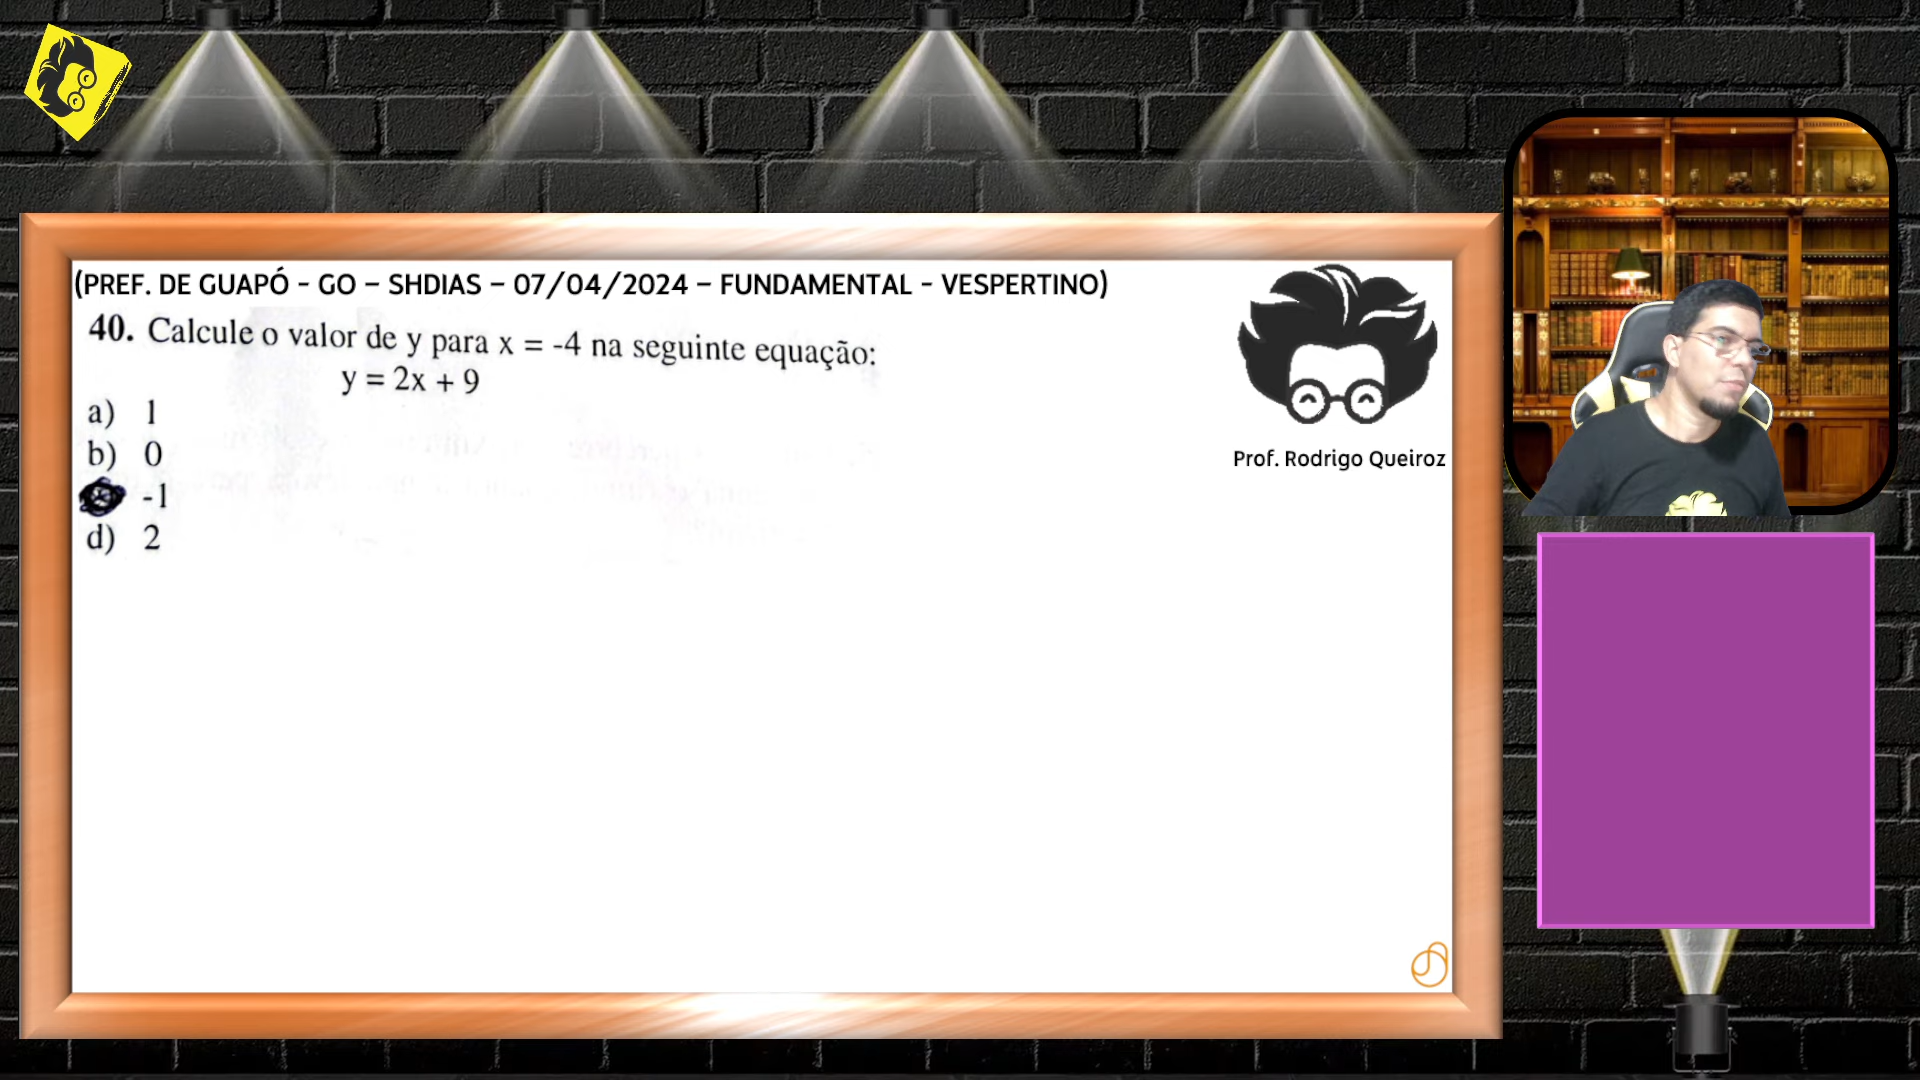 (PREF. DE GUAPÓ - GO – SHDIAS – 07/04/2024 – FUNDAMENTAL - VESPERTINO)
40. Calcule o valor de y para x = -4 na seguinte equação:
y = 2x + 9
a) 1
b) 0
-1
d) 2
Prof. Rodrigo Queiroz